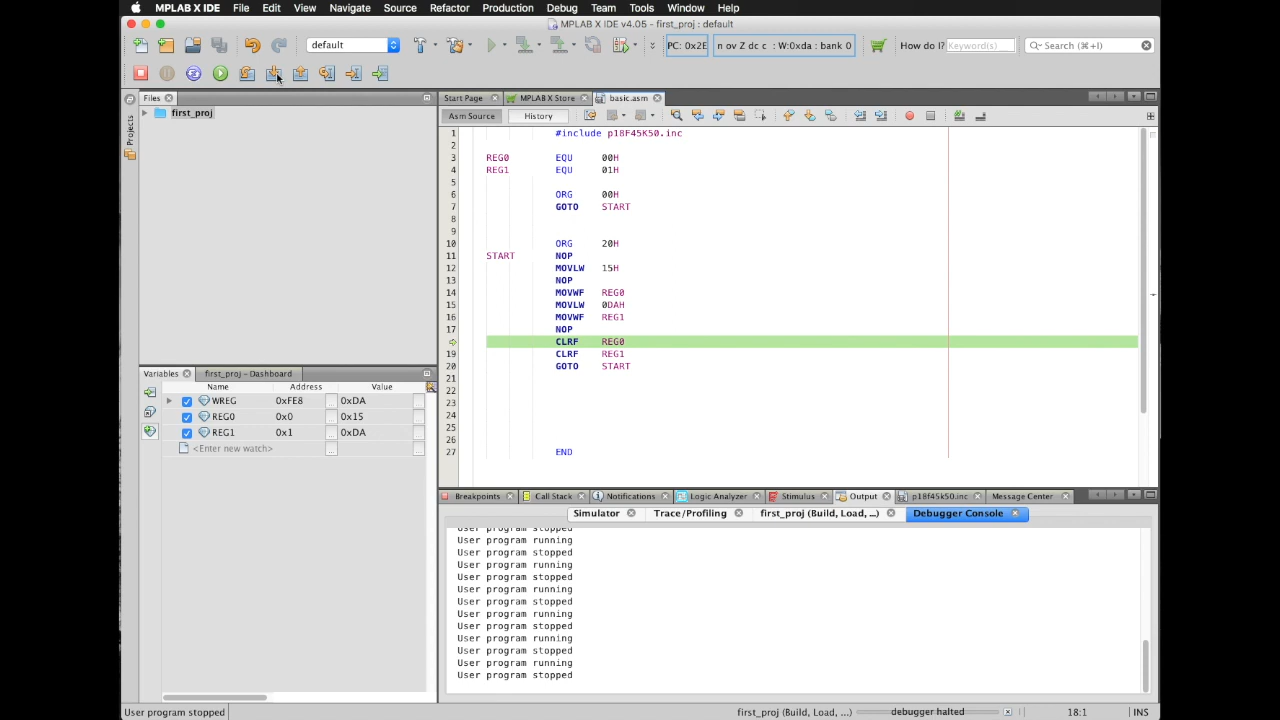 MPLAB X IDE File Edit View Navigate Source Refactor Production Debug Team Tools Window Help
MPLAB X IDE v4.05 - first_proj : default
default PC: 0x2E n ov Z dc c : W:0xda : bank 0 How do I? Keyword(s) Search (⌘+I)
Files Start Page MPLAB X Store basic.asm
Projects
first_proj
Asm Source History
1 #include p18F45K50.inc
2
3 REG0 EQU 00H
4 REG1 EQU 01H
5
6 ORG 00H
7 GOTO START
8
9
10 ORG 20H
11 START NOP
12 MOVLW 15H
13 NOP
14 MOVWF REG0
15 MOVLW 0DAH
16 MOVWF REG1
17 NOP
CLRF REG0
19 CLRF REG1
20 GOTO START
21
22
23
24
25
26
27 END
Variables first_proj - Dashboard
Name Address Value
WREG 0xFE8 ... 0xDA ...
REG0 0x0 ... 0x15 ...
REG1 0x1 ... 0xDA ...
<Enter new watch> ... ...
Breakpoints Call Stack Notifications Logic Analyzer Stimulus Output p18f45k50.inc Message Center
Simulator Trace/Profiling first_proj (Build, Load, ...) Debugger Console
User program stopped
User program running
User program stopped
User program running
User program stopped
User program running
User program stopped
User program running
User program stopped
User program running
User program stopped
User program running
User program stopped
User program stopped first_proj (Build, Load, ...) debugger halted 18:1 INS